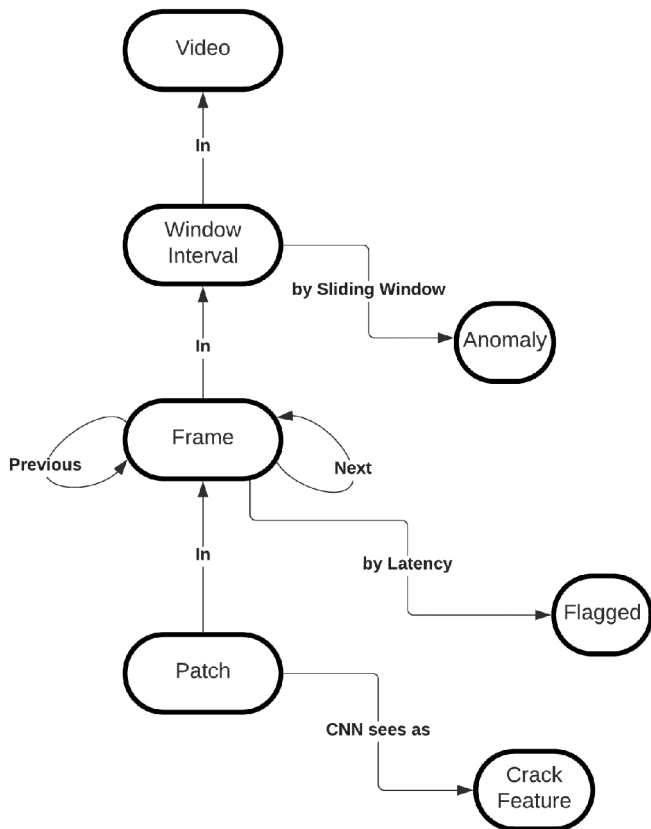 Video
In
Window
Interval
by Sliding Window
Anomaly
In
Frame
Previous
Next
In
by Latency
Flagged
Patch
CNN sees as
Crack
Feature